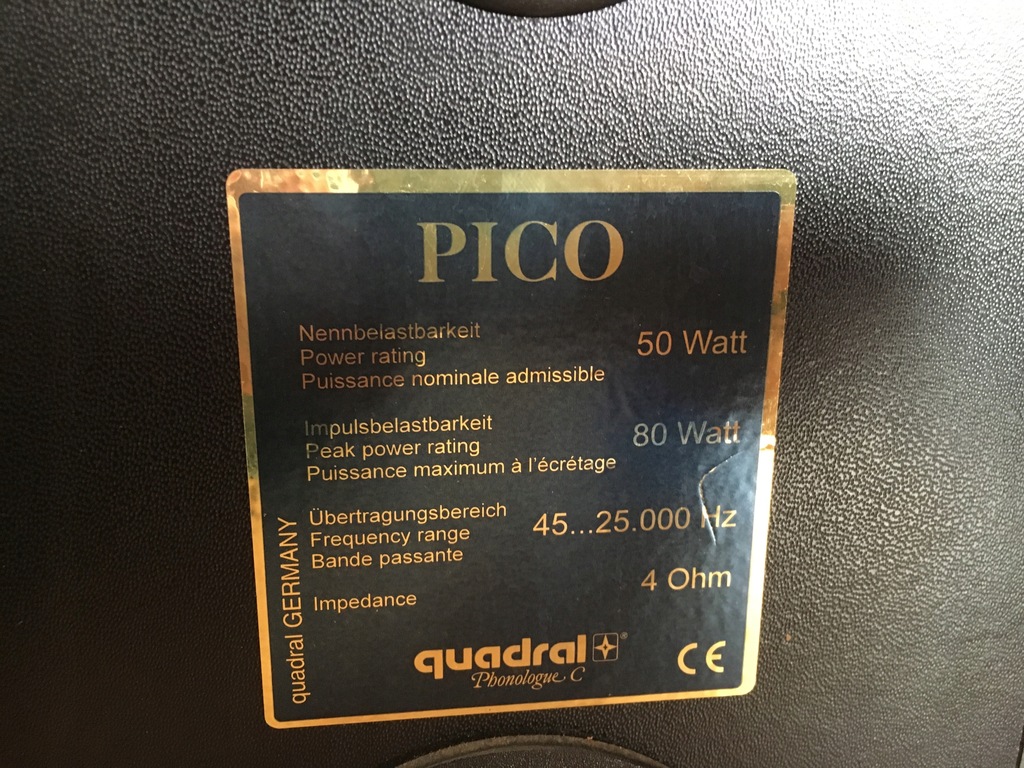 PICO
Nennbelastbarkeit
Power rating
Puissance nominale admissible
50 Watt
Impulsbelastbarkeit
Peak power rating
Puissance maximum à l'écrétage
80 Watt
Übertragungsbereich
Frequency range
Bande passante
45...25.000 Hz
Impedance
4 Ohm
quadral GERMANY
quadral®
Phonologue C
CE